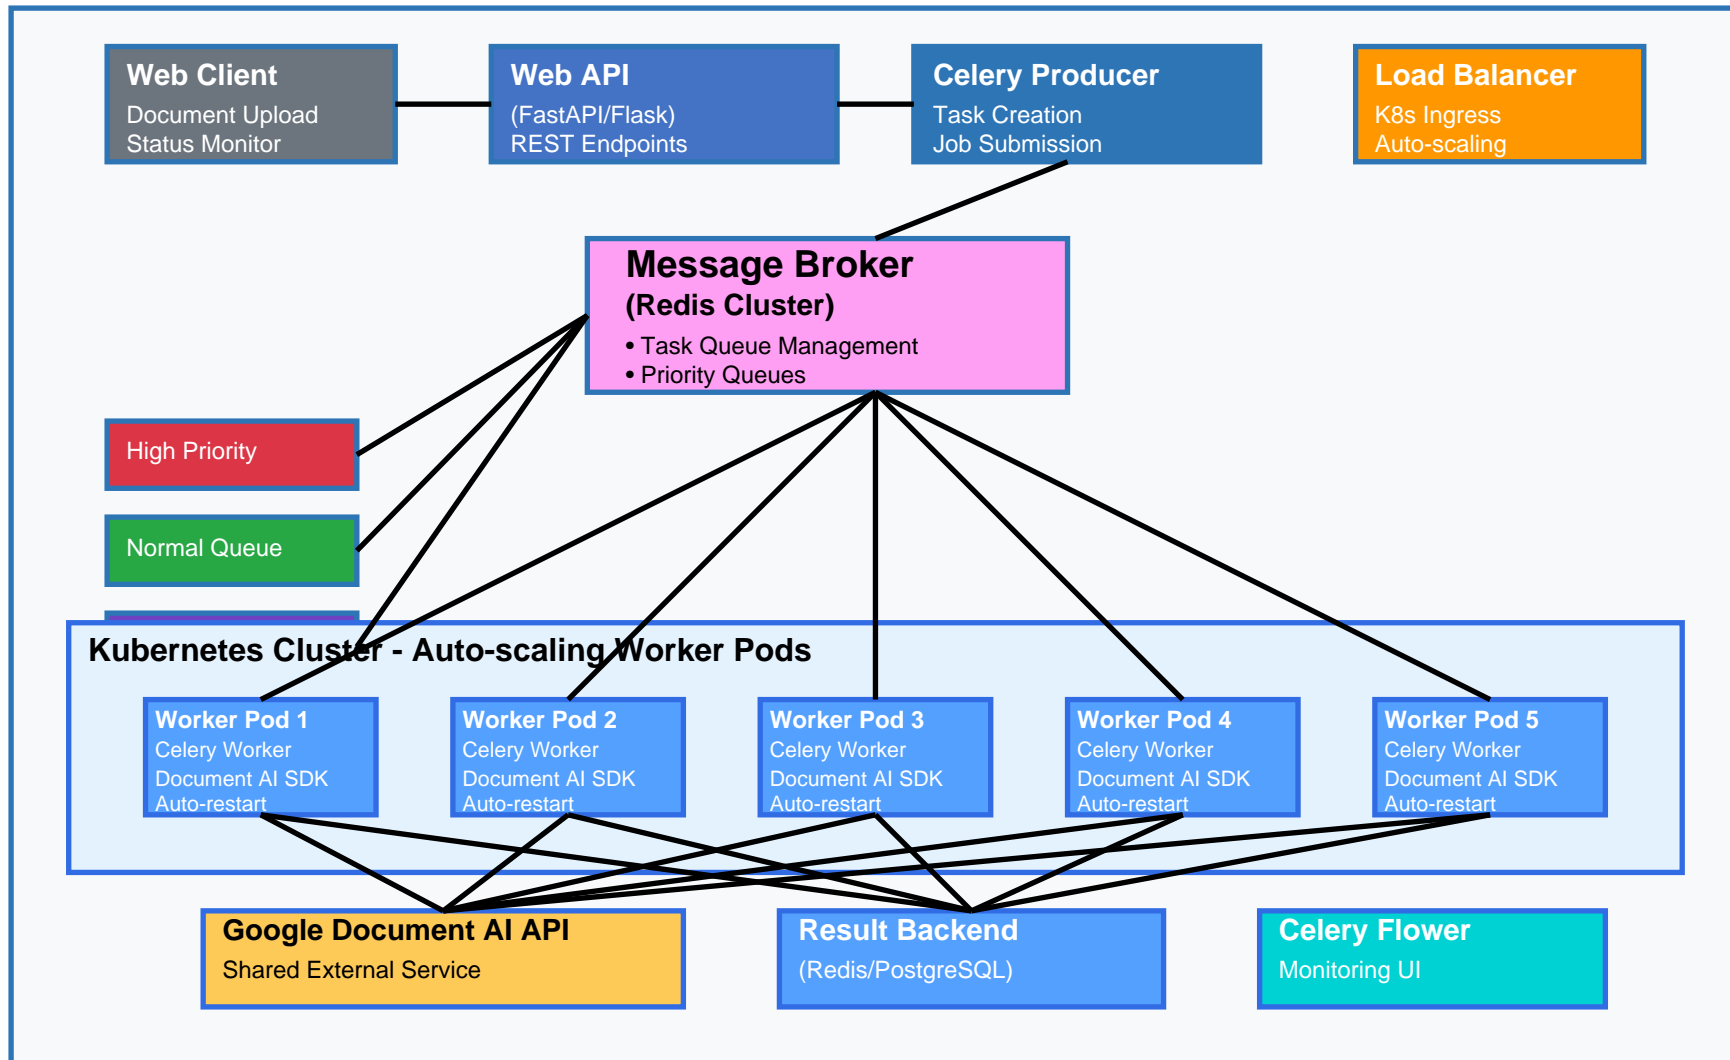 Web Client
Document Upload
Status Monitor
Web API
(FastAPI/Flask)
REST Endpoints
Celery Producer
Task Creation
Job Submission
Load Balancer
K8s Ingress
Auto-scaling
Message Broker
(Redis Cluster)
• Task Queue Management
• Priority Queues
High Priority
Normal Queue
Kubernetes Cluster - Auto-scaling Worker Pods
Worker Pod 1
Celery Worker
Document AI SDK
Auto-restart
Worker Pod 2
Celery Worker
Document AI SDK
Auto-restart
Worker Pod 3
Celery Worker
Document AI SDK
Auto-restart
Worker Pod 4
Celery Worker
Document AI SDK
Auto-restart
Worker Pod 5
Celery Worker
Document AI SDK
Auto-restart
Google Document AI API
Shared External Service
Result Backend
(Redis/PostgreSQL)
Celery Flower
Monitoring UI